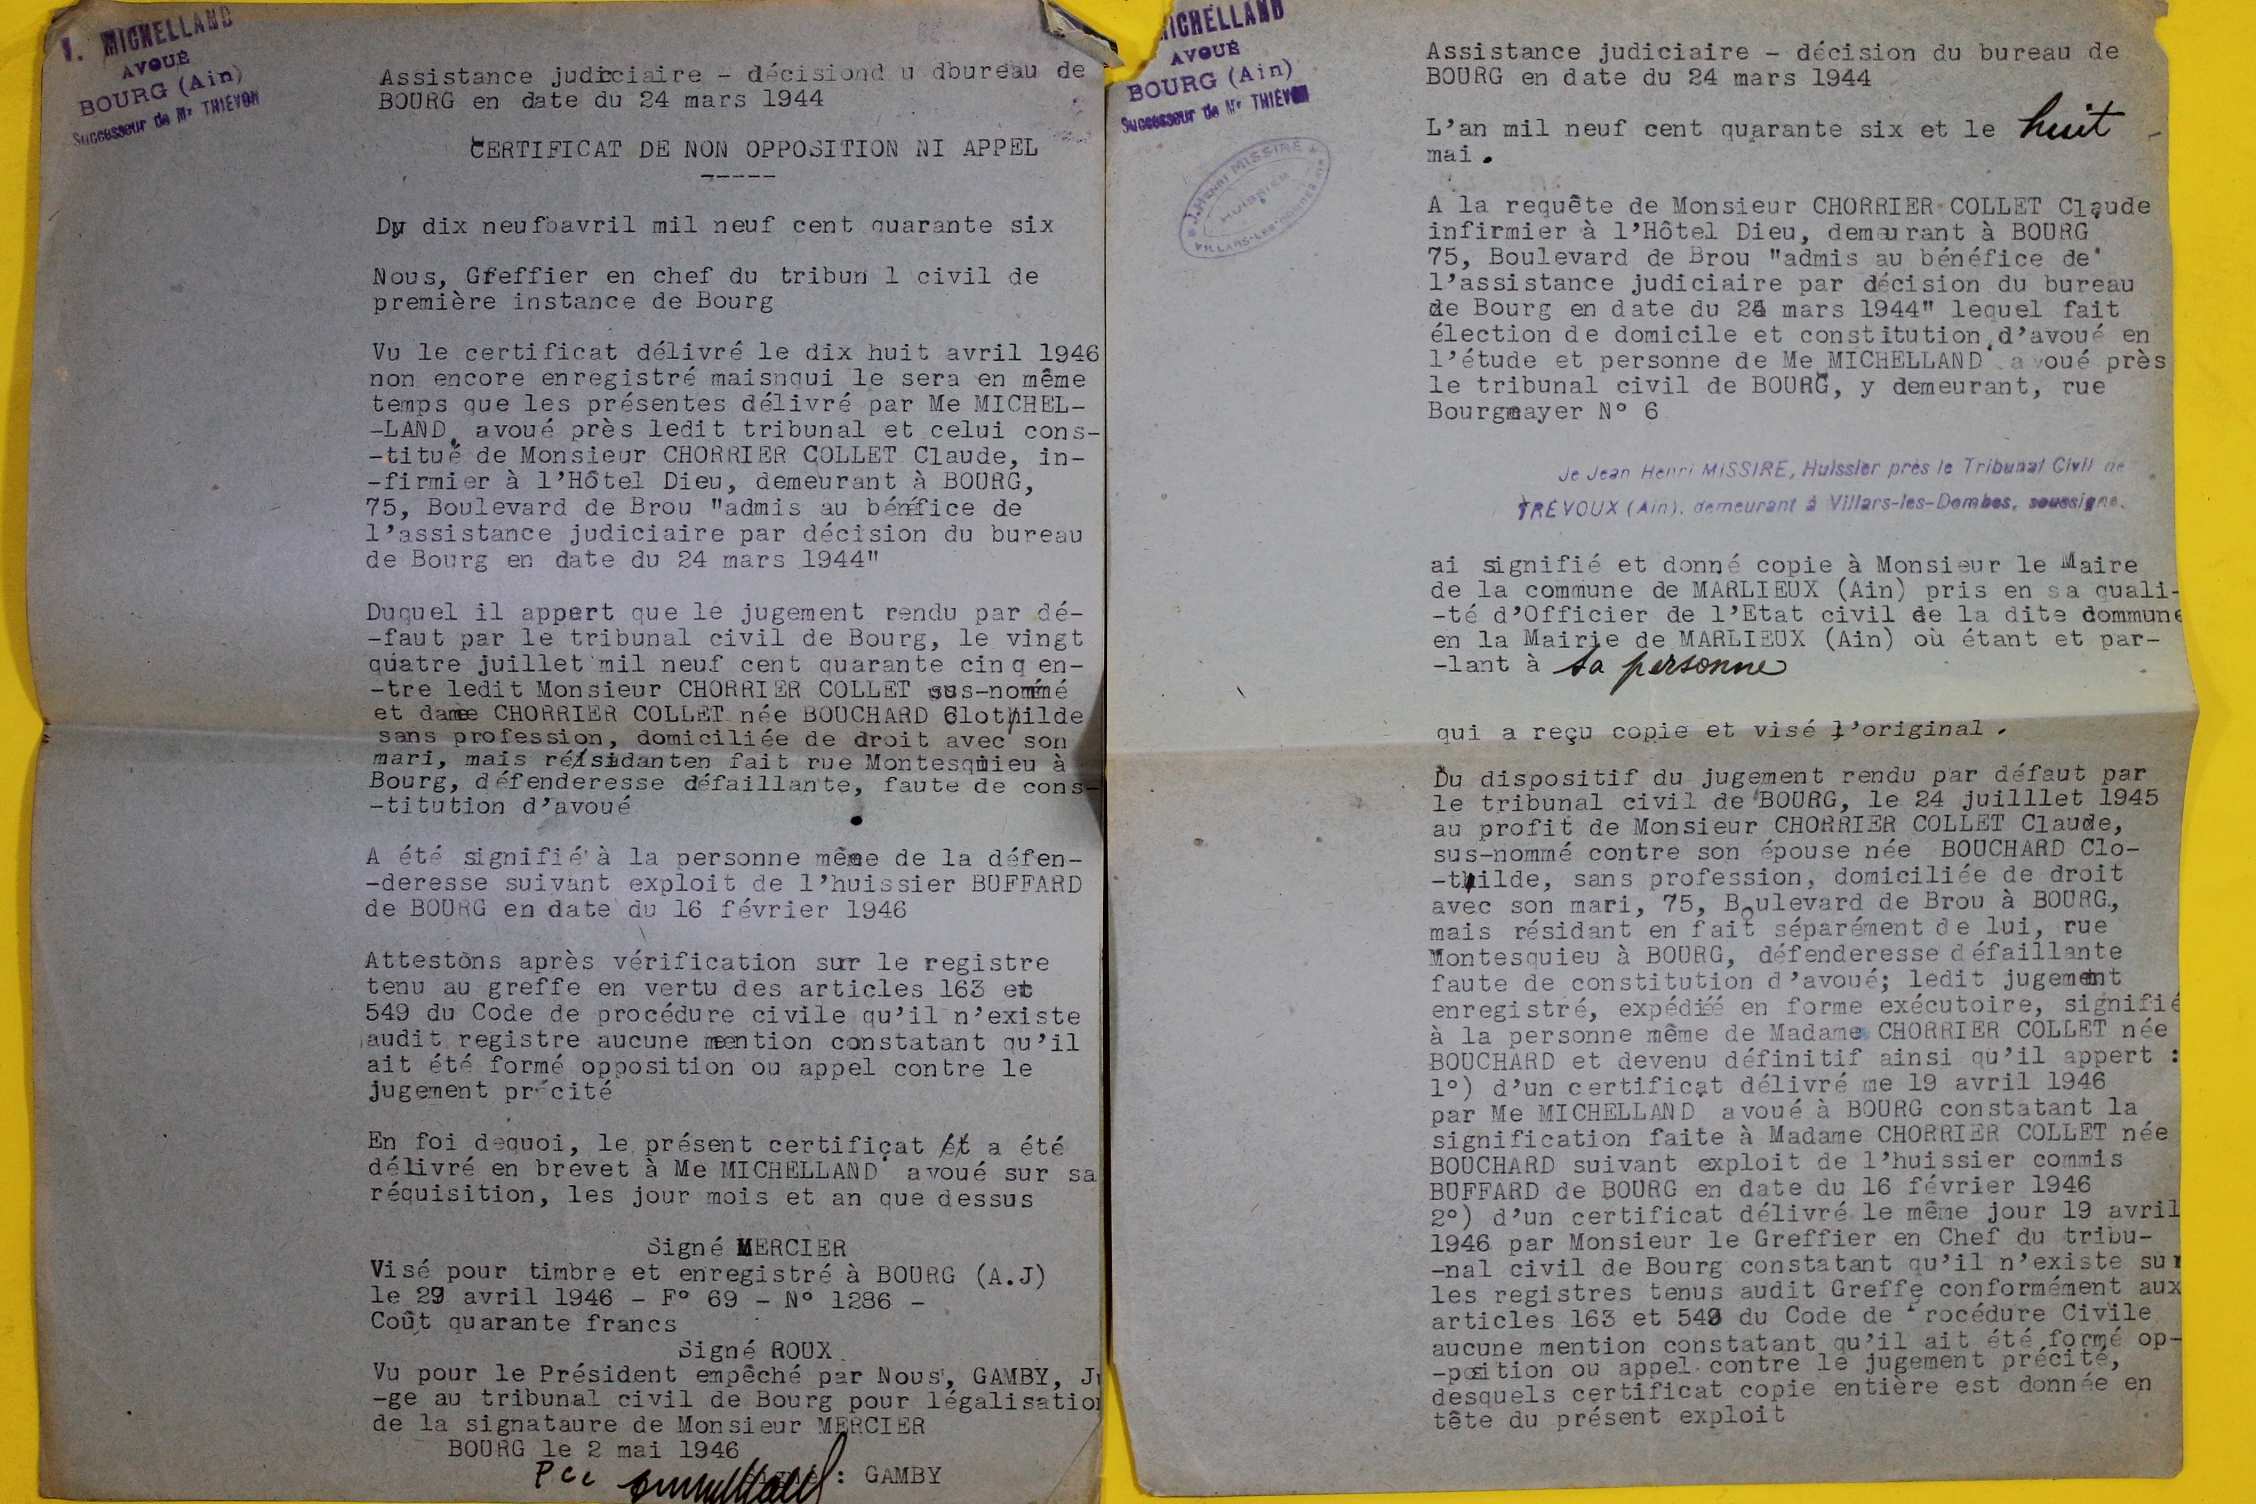 V. MICHELLAND
AVOUÉ
BOURG (Ain)
Successeur de Mr THIÉVON
Assistance judicciaire - décisiond u dbureau de
BOURG en date du 24 mars 1944
CERTIFICAT DE NON OPPOSITION NI APPEL
-----
Du dix neufoavril mil neuf cent quarante six
Nous, Greffier en chef du tribun l civil de
première instance de Bourg
Vu le certificat délivré le dix huit avril 1946
non encore enregistré maisnqui le sera en même
temps que les présentes délivré par Me MICHEL-
-LAND, avoué près ledit tribunal et celui cons-
-titué de Monsieur CHORRIER COLLET Claude, in-
-firmier à l'Hôtel Dieu, demeurant à BOURG,
75, Boulevard de Brou "admis au bénéfice de
l'assistance judiciaire par décision du bureau
de Bourg en date du 24 mars 1944"
Duquel il appert que le jugement rendu par dé-
-faut par le tribunal civil de Bourg, le vingt
quatre juillet mil neuf cent quarante cinq en-
-tre ledit Monsieur CHORRIER COLLET sus-nommé
et dame CHORRIER COLLET née BOUCHARD Clothilde
sans profession, domiciliée de droit avec son
mari, mais résidanten fait rue Montesquieu à
Bourg, défenderesse défaillante, faute de cons-
-titution d'avoué
A été signifié à la personne même de la défen-
-deresse suivant exploit de l'huissier BUFFARD
de BOURG en date du 16 février 1946
Attestons après vérification sur le registre
tenu au greffe en vertu des articles 163 et
549 du Code de procédure civile qu'il n'existe
audit registre aucune mention constatant qu'il
ait été formé opposition ou appel contre le
jugement précité
En foi dequoi, le présent certificat ét a été
délivré en brevet à Me MICHELLAND avoué sur sa
réquisition, les jour mois et an que dessus
Signé MERCIER
Visé pour timbre et enregistré à BOURG (A.J)
le 29 avril 1946 - F° 69 - N° 1286 -
Coût quarante francs
Signé ROUX
Vu pour le Président empêché par Nous, GAMBY, Ju
-ge au tribunal civil de Bourg pour légalisation
de la signataure de Monsieur MERCIER
BOURG le 2 mai 1946
Pcc : GAMBY
MICHELLAND
AVOUÉ
BOURG (Ain)
Successeur de Mr THIÉVON
J. HENRI MISSIRE
HUISSIER
VILLARS-LES-DOMBES
Assistance judiciaire - décision du bureau de
BOURG en date du 24 mars 1944
L'an mil neuf cent quarante six et le huit
mai.
A la requête de Monsieur CHORRIER COLLET Claude
infirmier à l'Hôtel Dieu, demeurant à BOURG
75, Boulevard de Brou "admis au bénéfice de
l'assistance judiciaire par décision du bureau
de Bourg en date du 24 mars 1944" lequel fait
élection de domicile et constitution d'avoué en
l'étude et personne de Me MICHELLAND avoué près
le tribunal civil de BOURG, y demeurant, rue
Bourgmayer N° 6
Je Jean Henri MISSIRE, Huissier près le Tribunal Civil de
TRÉVOUX (Ain), demeurant à Villars-les-Dombes, soussigné.
ai signifié et donné copie à Monsieur le Maire
de la commune de MARLIEUX (Ain) pris en sa quali-
-té d'Officier de l'Etat civil de la dite commune
en la Mairie de MARLIEUX (Ain) où étant et par-
-lant à sa personne
qui a reçu copie et visé l'original.
Du dispositif du jugement rendu par défaut par
le tribunal civil de BOURG, le 24 juilllet 1945
au profit de Monsieur CHORRIER COLLET Claude,
sus-nommé contre son épouse née BOUCHARD Clo-
-thilde, sans profession, domiciliée de droit
avec son mari, 75, Boulevard de Brou à BOURG,
mais résidant en fait séparément de lui, rue
Montesquieu à BOURG, défenderesse défaillante
faute de constitution d'avoué; ledit jugement
enregistré, expédiéé en forme exécutoire, signifié
à la personne même de Madame CHORRIER COLLET née
BOUCHARD et devenu définitif ainsi qu'il appert :
1°) d'un certificat délivré me 19 avril 1946
par Me MICHELLAND avoué à BOURG constatant la
signification faite à Madame CHORRIER COLLET née
BOUCHARD suivant exploit de l'huissier commis
BUFFARD de BOURG en date du 16 février 1946
2°) d'un certificat délivré le même jour 19 avril
1946 par Monsieur le Greffier en Chef du tribu-
-nal civil de Bourg constatant qu'il n'existe sur
les registres tenus audit Greffe conformément aux
articles 163 et 549 du Code de Procédure Civile
aucune mention constatant qu'il ait été formé op-
-position ou appel contre le jugement précité,
desquels certificat copie entière est donnée en
tête du présent exploit